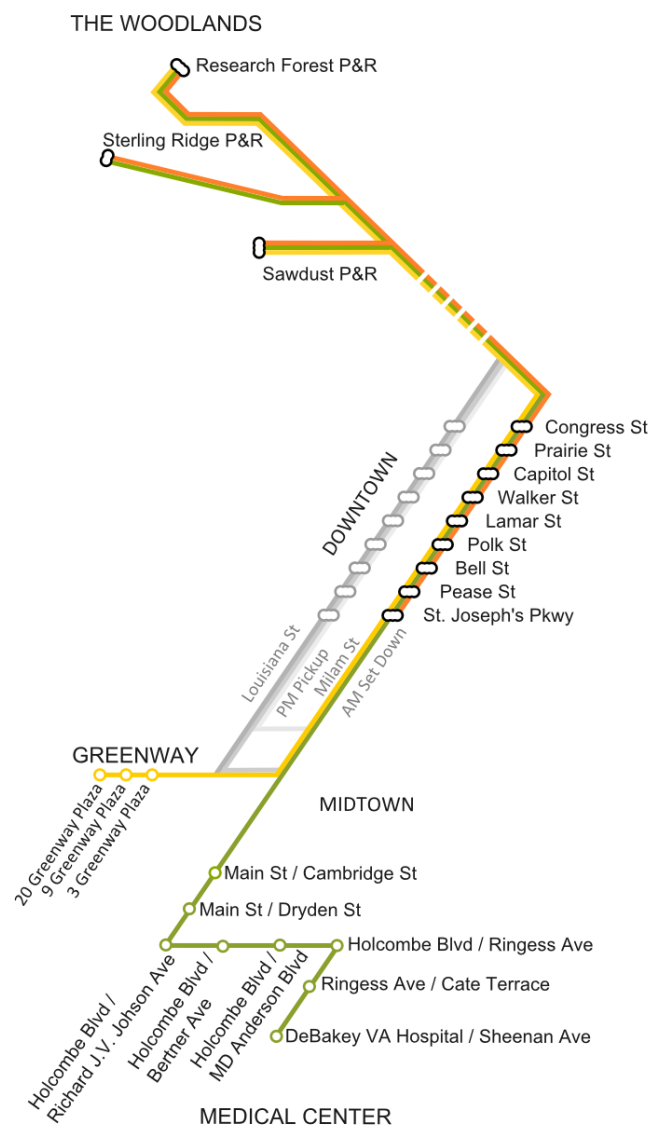 THE WOODLANDS
Research Forest P&R
Sterling Ridge P&R
Sawdust P&R
Congress St
Prairie St
Capitol St
Walker St
Lamar St
Polk St
Bell St
Pease St
St. Joseph's Pkwy
DOWNTOWN
Louisiana St
PM Pickup
Milam St
AM Set Down
GREENWAY
20 Greenway Plaza
9 Greenway Plaza
3 Greenway Plaza
MIDTOWN
Main St / Cambridge St
Main St / Dryden St
Holcombe Blvd /
Richard J.V. Johson Ave
Holcombe Blvd /
Bertner Ave
Holcombe Blvd /
MD Anderson Blvd
Holcombe Blvd / Ringess Ave
Ringess Ave / Cate Terrace
DeBakey VA Hospital / Sheenan Ave
MEDICAL CENTER